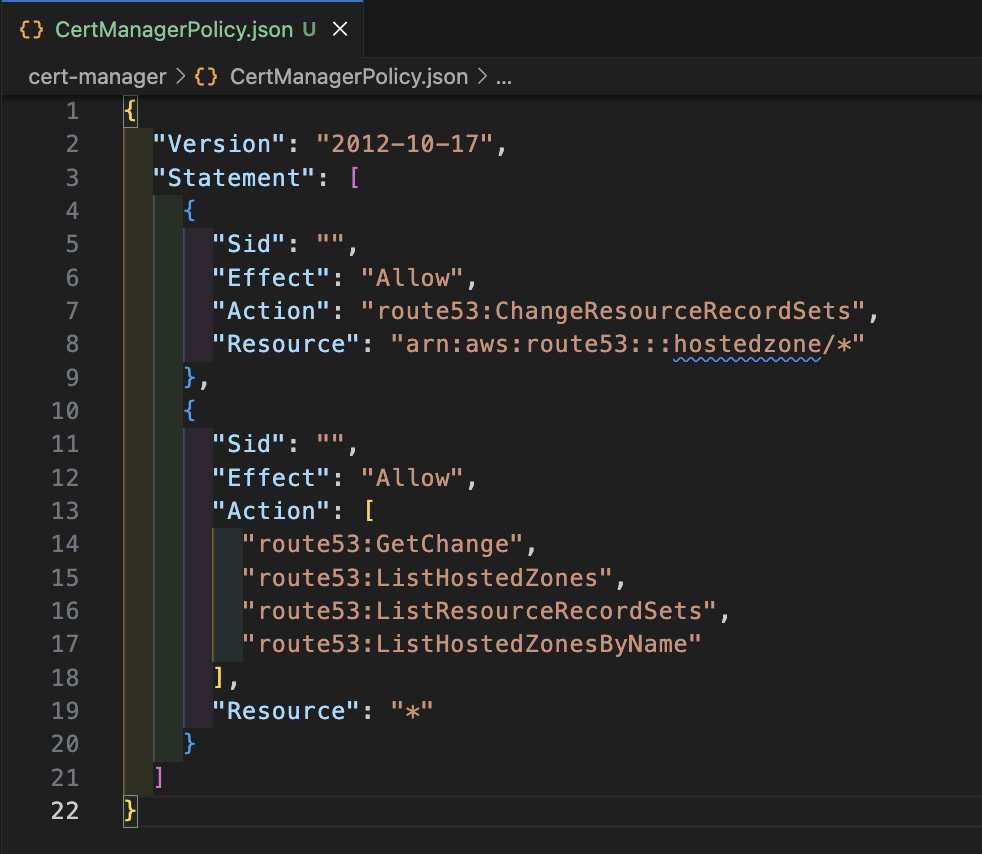 CertManagerPolicy.json U
cert-manager > CertManagerPolicy.json > ...
1 {
2   "Version": "2012-10-17",
3   "Statement": [
4     {
5       "Sid": "",
6       "Effect": "Allow",
7       "Action": "route53:ChangeResourceRecordSets",
8       "Resource": "arn:aws:route53:::hostedzone/*"
9     },
10     {
11       "Sid": "",
12       "Effect": "Allow",
13       "Action": [
14         "route53:GetChange",
15         "route53:ListHostedZones",
16         "route53:ListResourceRecordSets",
17         "route53:ListHostedZonesByName"
18       ],
19       "Resource": "*"
20     }
21   ]
22 }